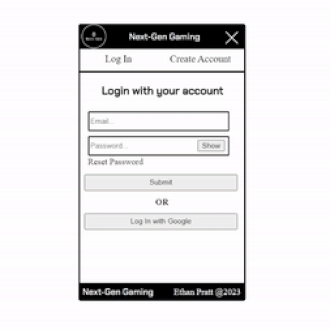 Next-Gen Gaming
Log In Create Account
Login with your account
Email...
Password... Show
Reset Password
Submit
OR
Log In with Google
Next-Gen Gaming Ethan Pratt @2023